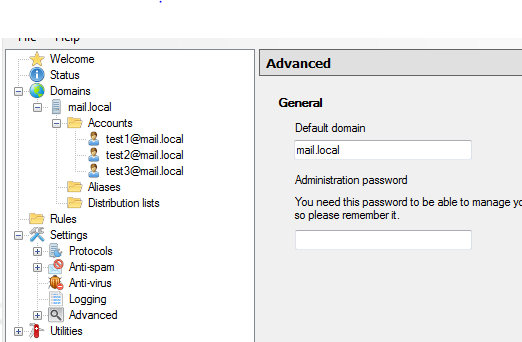 File Help
Welcome
Status
Domains
mail.local
Accounts
test1@mail.local
test2@mail.local
test3@mail.local
Aliases
Distribution lists
Rules
Settings
Protocols
Anti-spam
Anti-virus
Logging
Advanced
Utilities
Advanced
General
Default domain
mail.local
Administration password
You need this password to be able to manage
so please remember it.